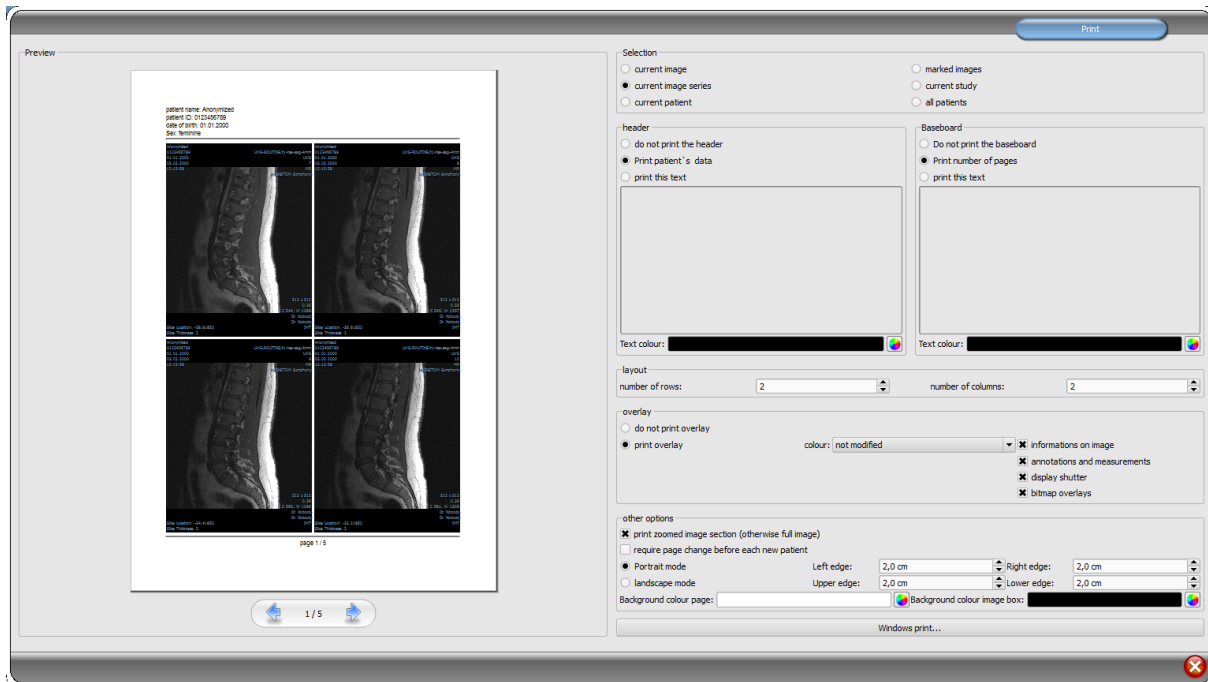 Print
Preview
patient name: Anonymized
patient ID: 0123456789
date of birth: 01.01.2000
Sex: feminine
page 1 / 5
1 / 5
Selection
current image
marked images
current image series
current study
current patient
all patients
header
do not print the header
Print patient`s data
print this text
Text colour:
Baseboard
Do not print the baseboard
Print number of pages
print this text
Text colour:
layout
number of rows: 2 number of columns: 2
overlay
do not print overlay
print overlay colour: not modified informations on image
annotations and measurements
display shutter
bitmap overlays
other options
print zoomed image section (otherwise full image)
require page change before each new patient
Portrait mode Left edge: 2,0 cm Right edge: 2,0 cm
landscape mode Upper edge: 2,0 cm Lower edge: 2,0 cm
Background colour page: Background colour image box:
Windows print...